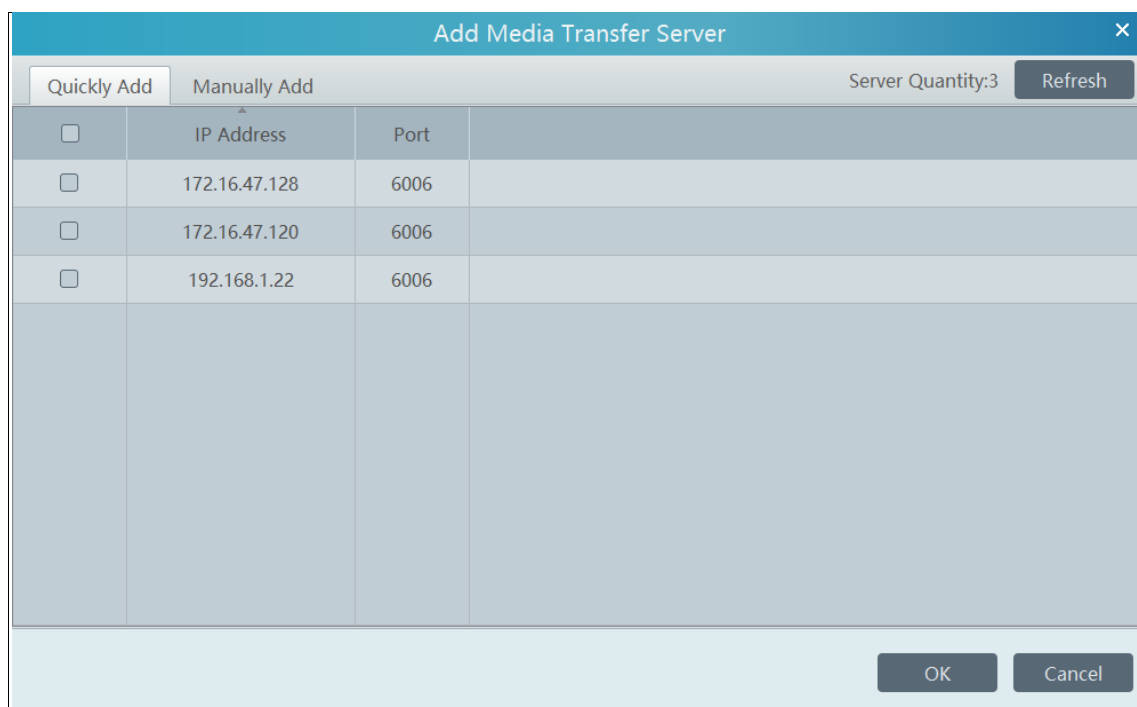 Add Media Transfer Server
Quickly Add Manually Add Server Quantity:3 Refresh
IP Address Port
172.16.47.128 6006
172.16.47.120 6006
192.168.1.22 6006
OK Cancel